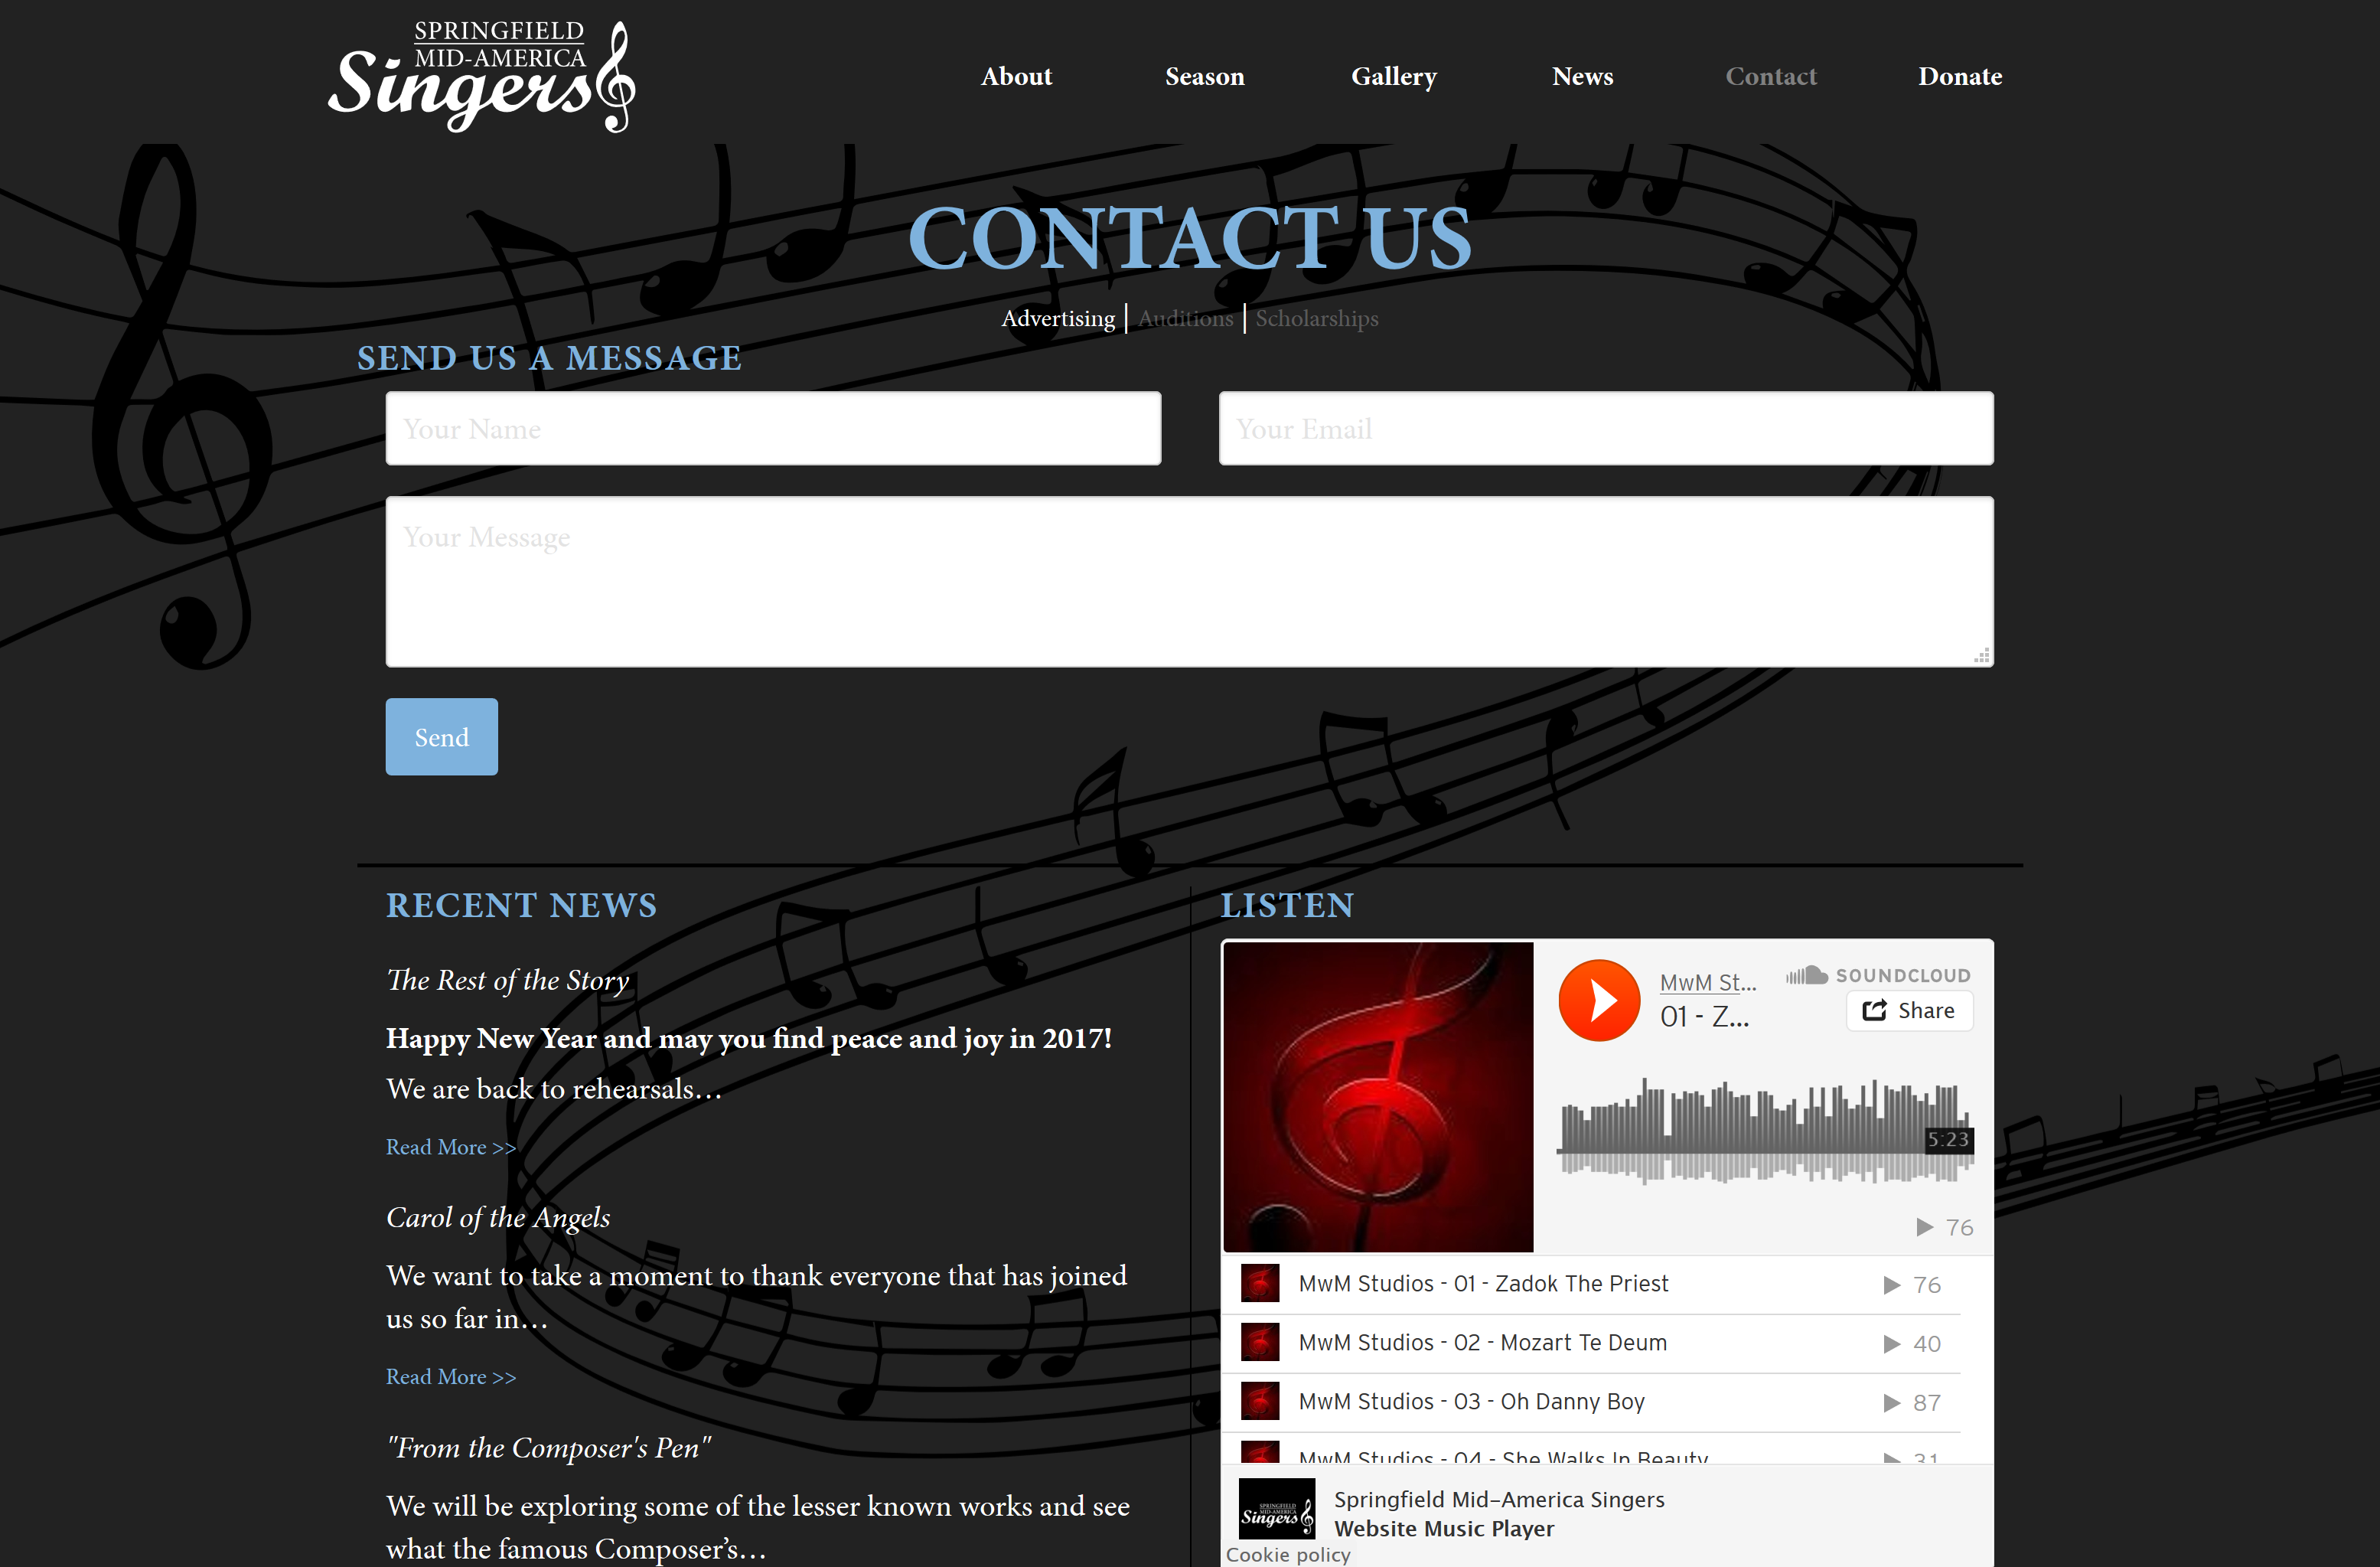 SPRINGFIELD
MID-AMERICA
Singers
About Season Gallery News Contact Donate
CONTACT US
Advertising | Auditions | Scholarships
SEND US A MESSAGE
Your Name
Your Email
Your Message
Send
RECENT NEWS
The Rest of the Story
Happy New Year and may you find peace and joy in 2017!
We are back to rehearsals…
Read More >>
Carol of the Angels
We want to take a moment to thank everyone that has joined
us so far in…
Read More >>
"From the Composer's Pen"
We will be exploring some of the lesser known works and see
what the famous Composer’s…
LISTEN
MwM St...
SOUNDCLOUD
01 - Z...
Share
5:23
76
MwM Studios - 01 - Zadok The Priest 76
MwM Studios - 02 - Mozart Te Deum 40
MwM Studios - 03 - Oh Danny Boy 87
MwM Studios - 04 - She Walks In Beauty 31
SPRINGFIELD
MID-AMERICA
Singers
Springfield Mid-America Singers
Website Music Player
Cookie policy